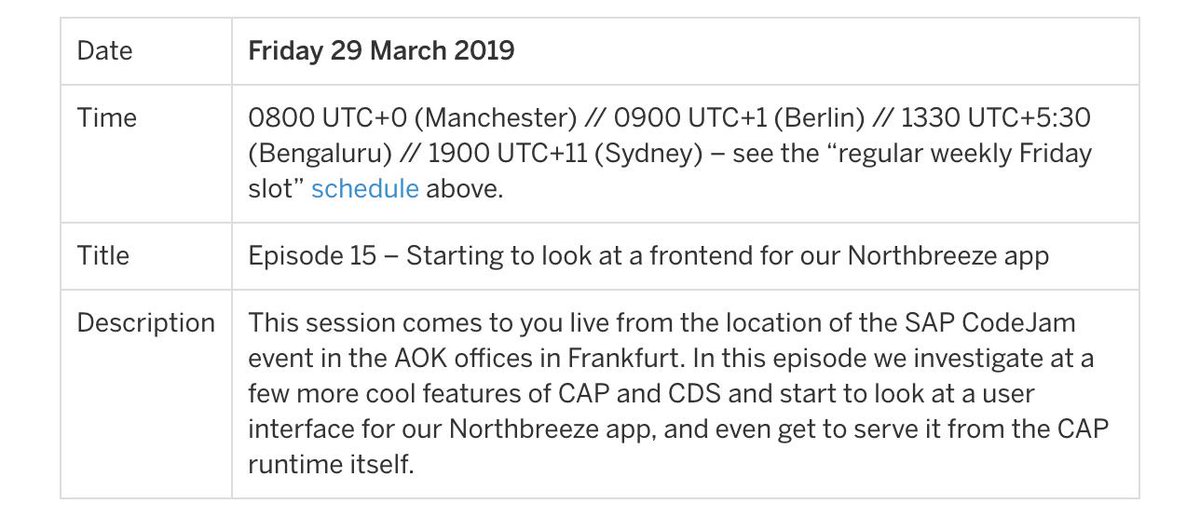 Date
Friday 29 March 2019
Time
0800 UTC+0 (Manchester) // 0900 UTC+1 (Berlin) // 1330 UTC+5:30
(Bengaluru) // 1900 UTC+11 (Sydney) – see the “regular weekly Friday
slot” schedule above.
Title
Episode 15 – Starting to look at a frontend for our Northbreeze app
Description
This session comes to you live from the location of the SAP CodeJam
event in the AOK offices in Frankfurt. In this episode we investigate at a
few more cool features of CAP and CDS and start to look at a user
interface for our Northbreeze app, and even get to serve it from the CAP
runtime itself.